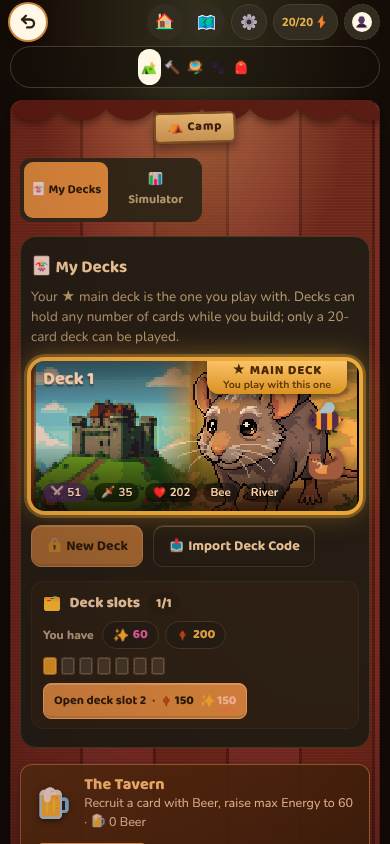 20/20
Camp
My Decks
Simulator
My Decks
Your ★ main deck is the one you play with. Decks can
hold any number of cards while you build; only a 20-
card deck can be played.
Deck 1
★ MAIN DECK
You play with this one
51
35
202
Bee
River
New Deck
Import Deck Code
Deck slots
1/1
You have
60
200
Open deck slot 2 · 150 150
The Tavern
Recruit a card with Beer, raise max Energy to 60
· 0 Beer